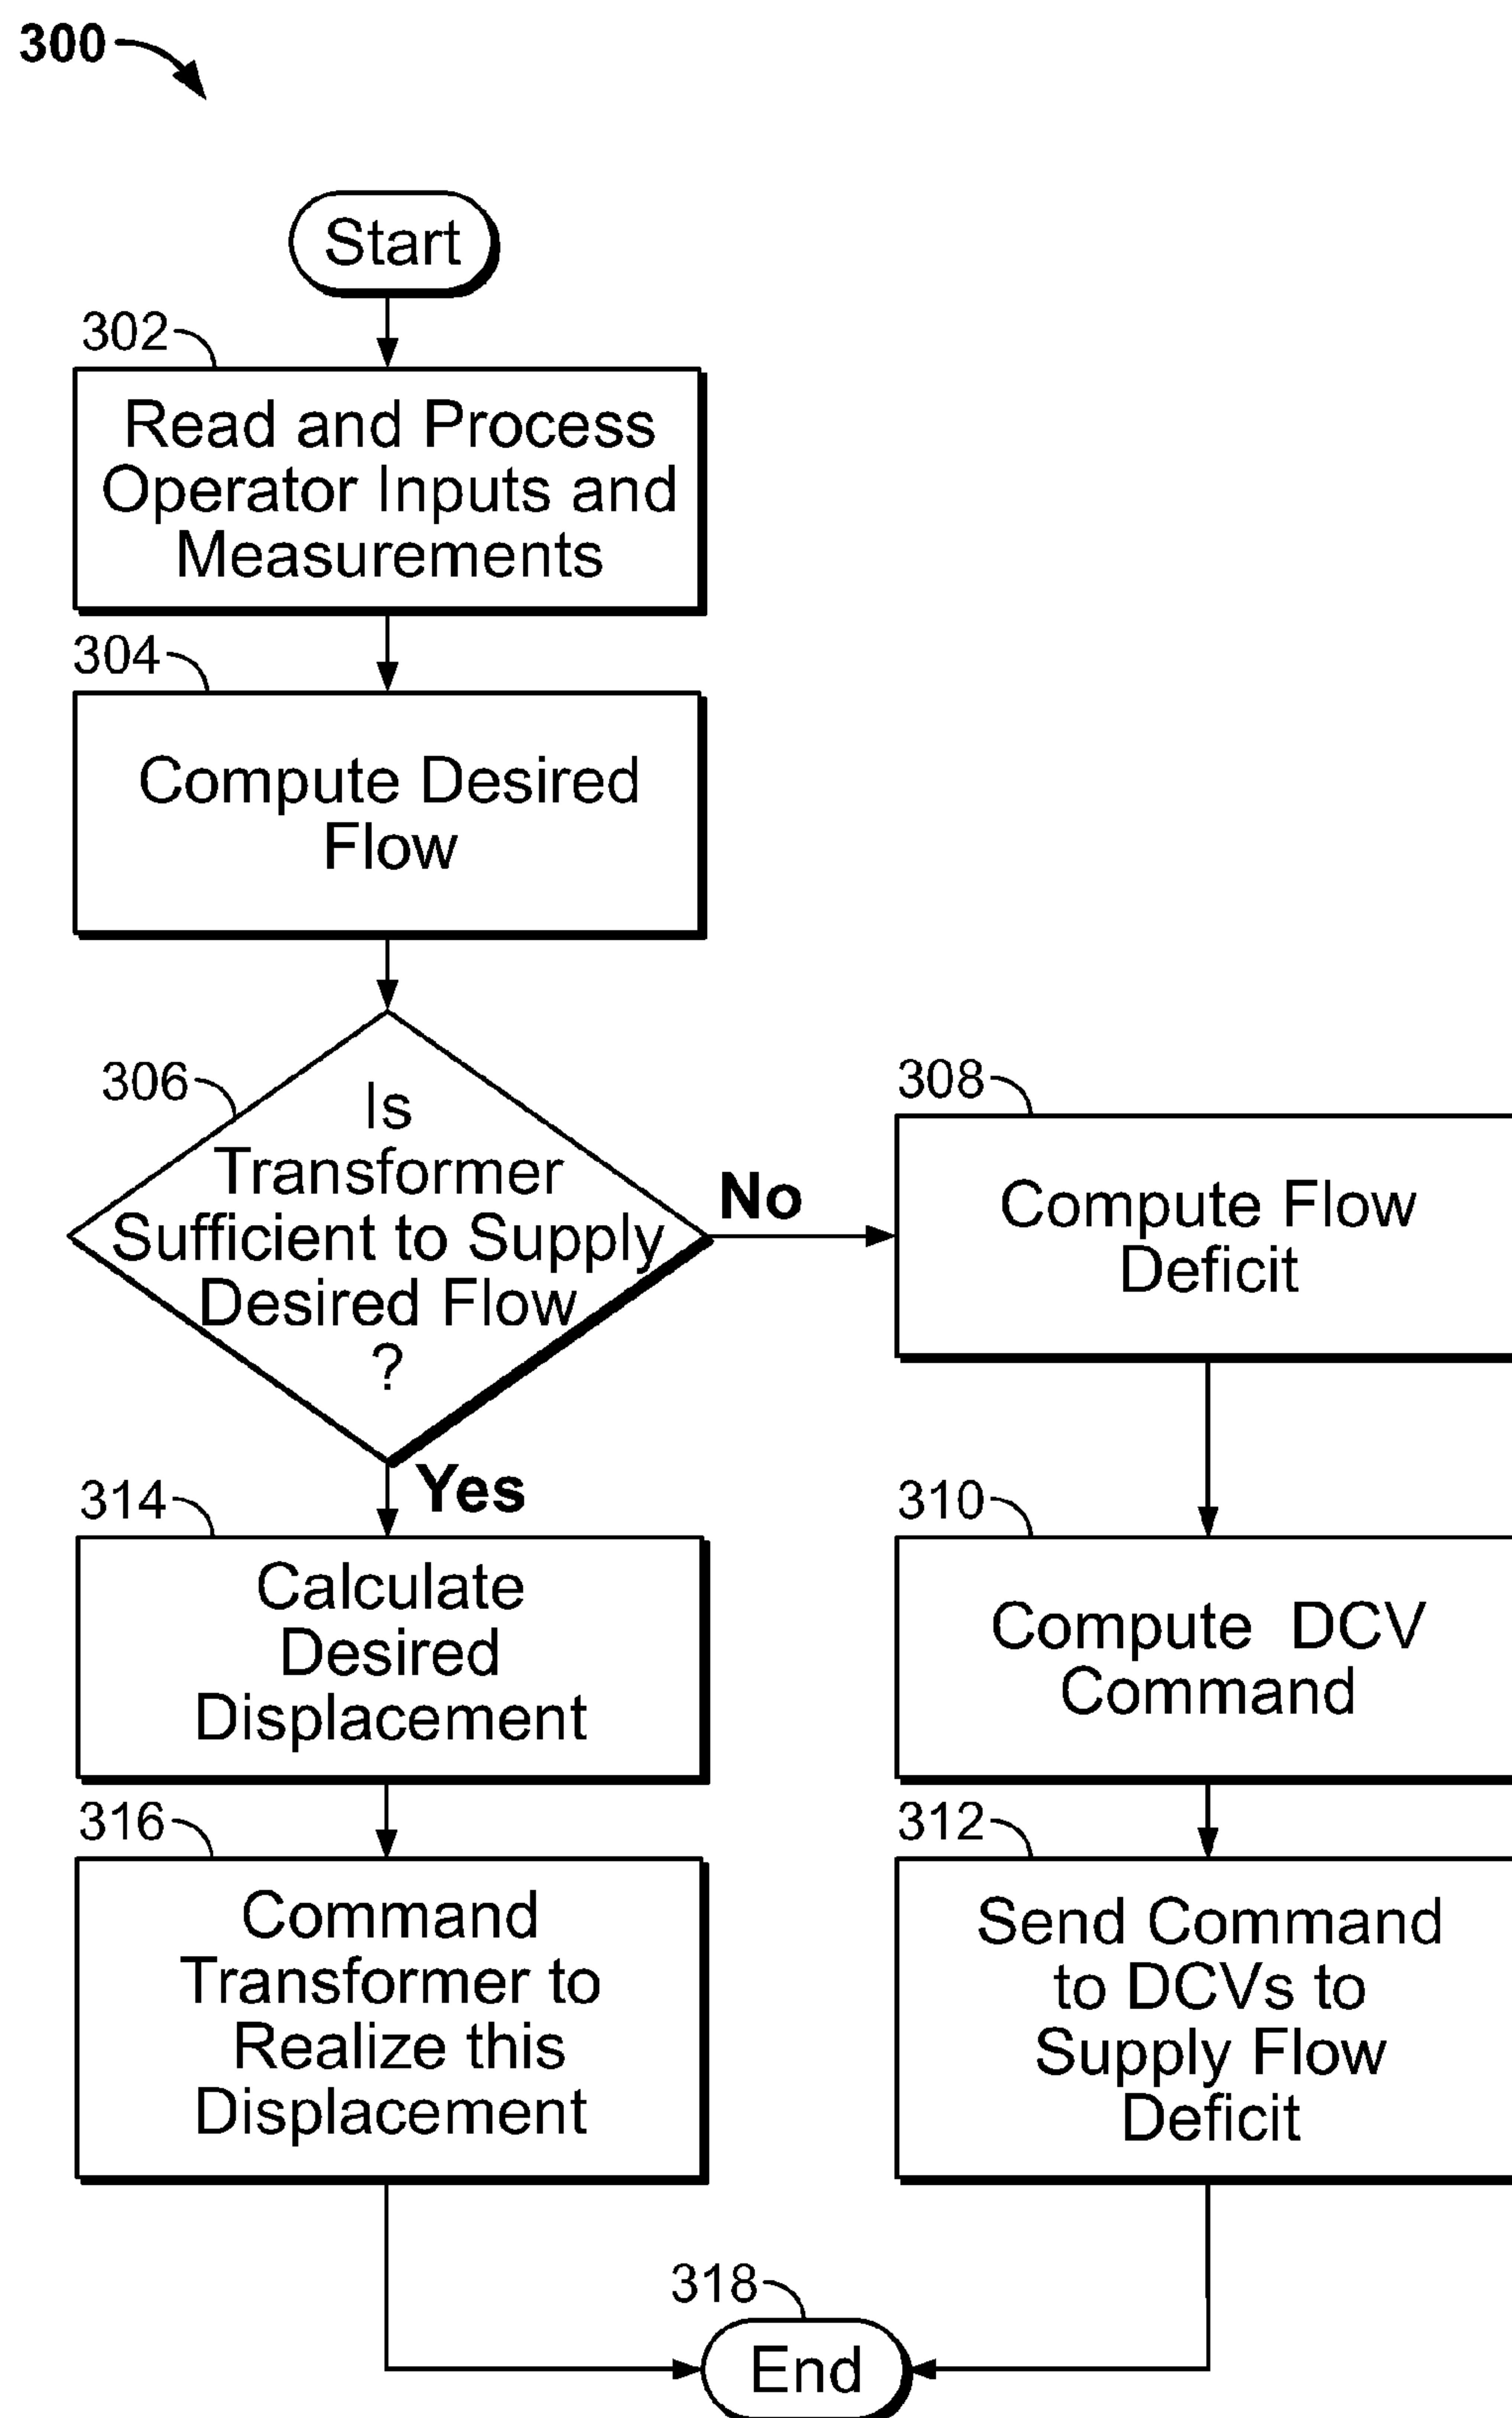 300
Start
302
Read and Process
Operator Inputs and
Measurements
304
Compute Desired
Flow
306
Is
Transformer
Sufficient to Supply
Desired Flow
?
No
308
Compute Flow
Deficit
Yes
310
Compute DCV
Command
312
Send Command
to DCVs to
Supply Flow
Deficit
314
Calculate
Desired
Displacement
316
Command
Transformer to
Realize this
Displacement
318
End